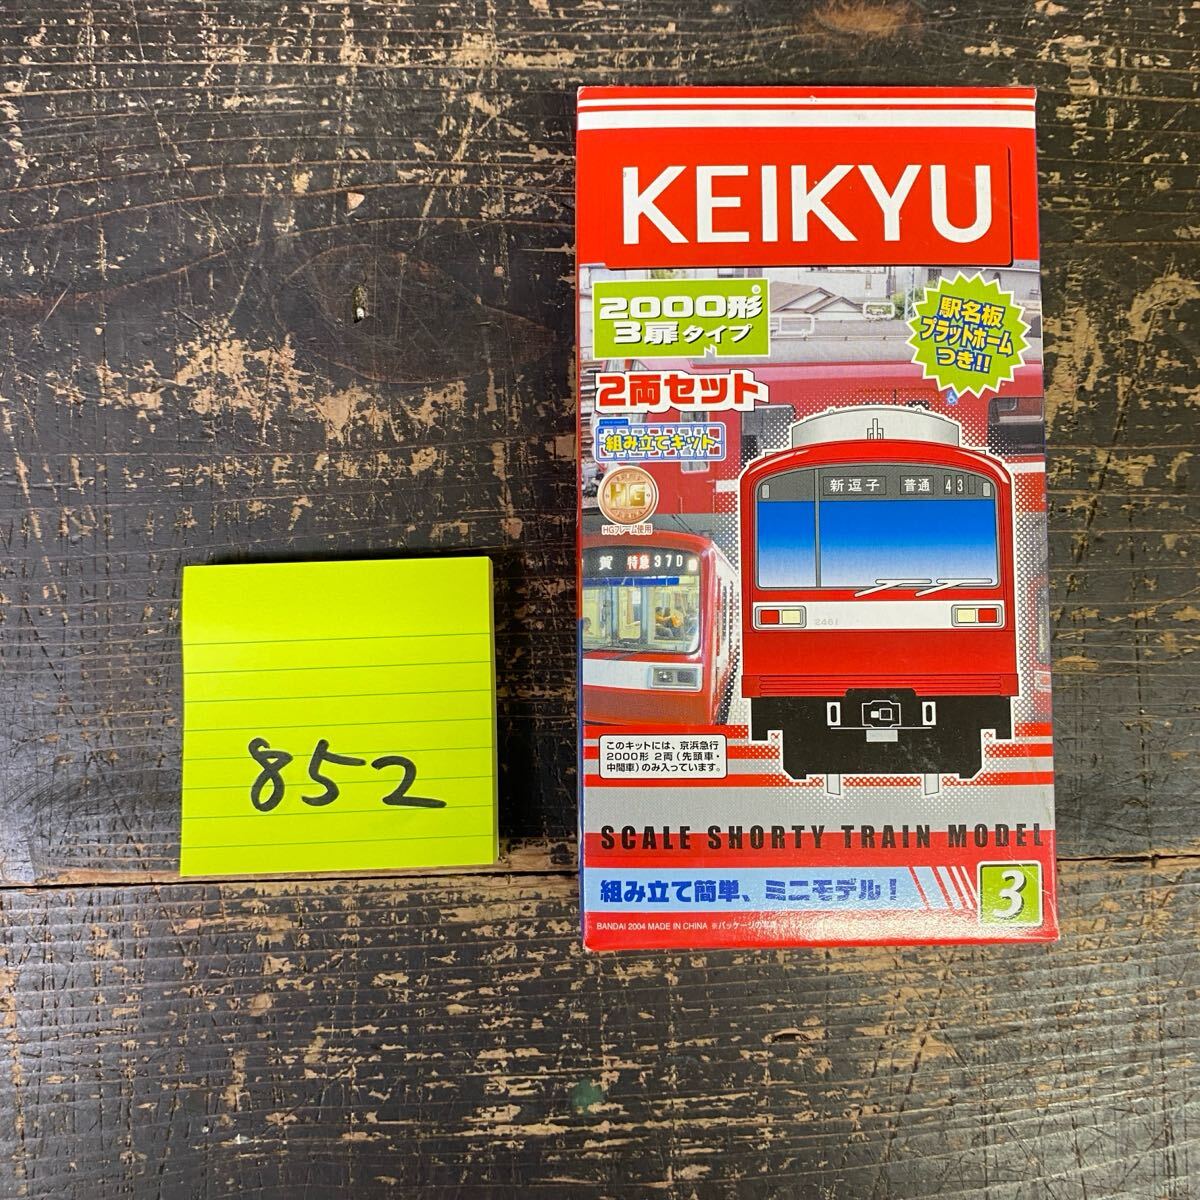 KEIKYU
2000形
3扉タイプ
駅名板
プラットホーム
つき!!
2両セット
組み立てキット
HG
HGフレーム使用
新逗子 普通 43
賀 特急 37D
2461
このキットには、京浜急行
2000形 2両(先頭車・
中間車)のみ入っています。
SCALE SHORTY TRAIN MODEL
組み立て簡単、ミニモデル!
3
BANDAI 2004 MADE IN CHINA
852